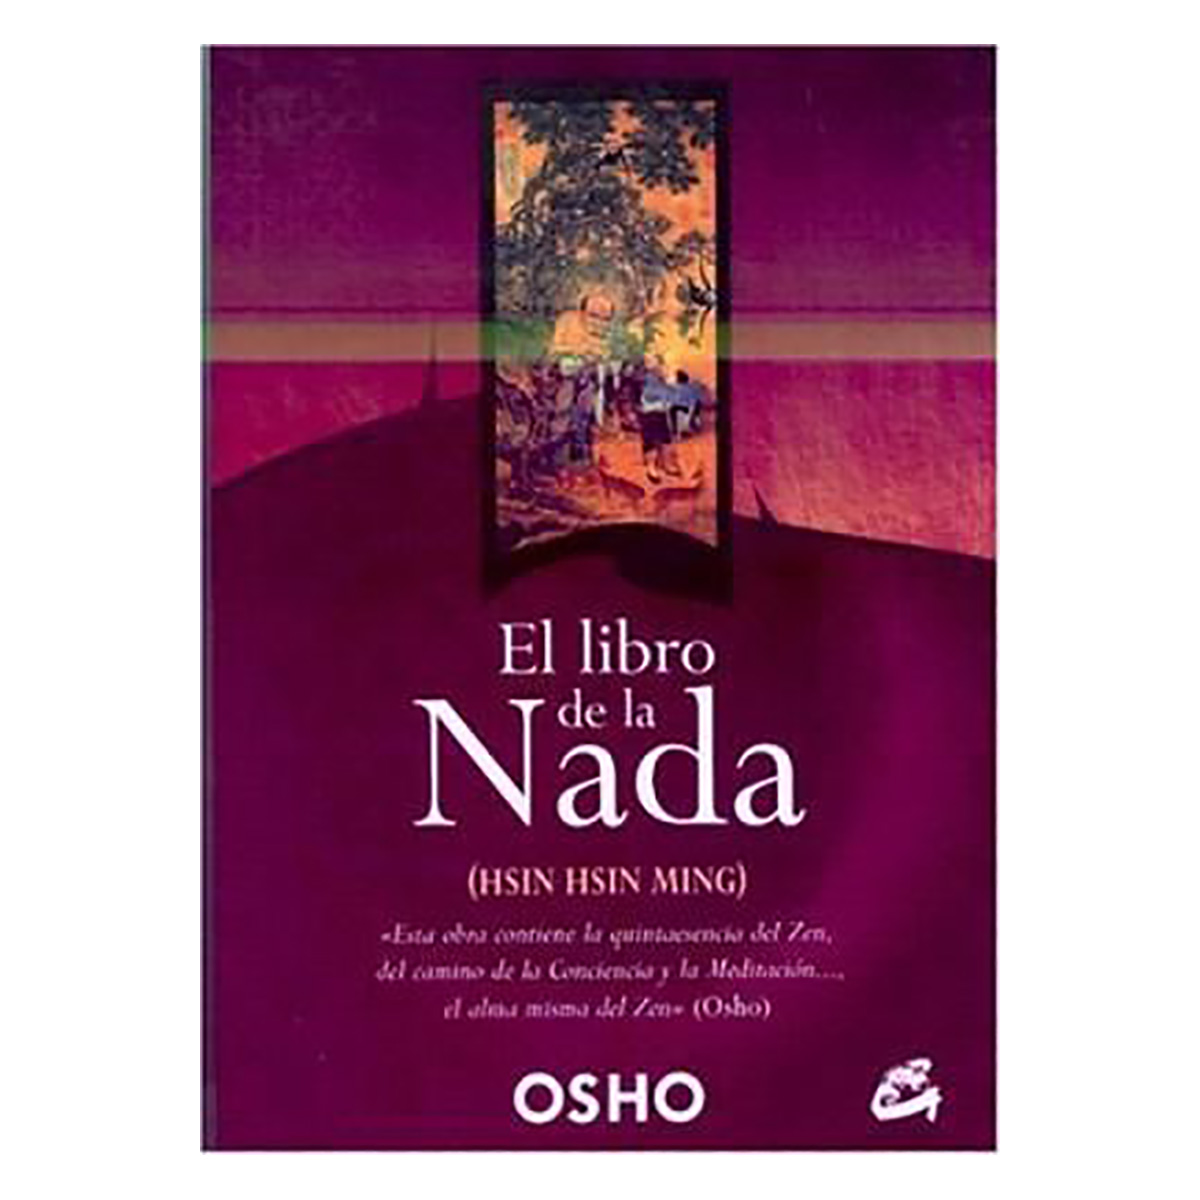 El libro
de la
Nada
(HSIN HSIN MING)
«Esta obra contiene la quintaesencia del Zen,
del camino de la Conciencia y la Meditación...,
el alma misma del Zen» (Osho)
OSHO